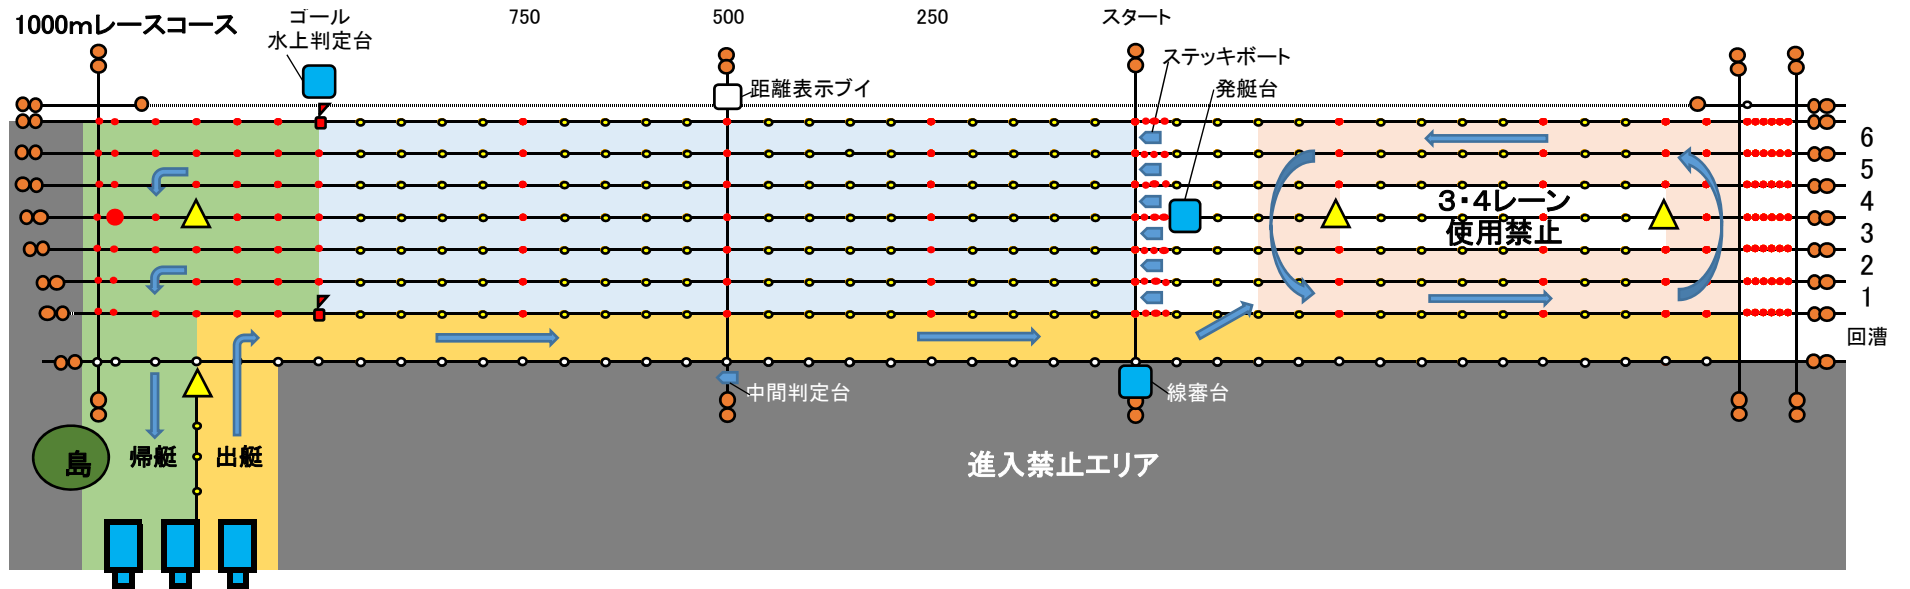 1000mレースコース
ゴール
水上判定台
750
500
250
スタート
ステッキボート
距離表示ブイ
発艇台
6
5
4
3
2
1
回漕
3・4レーン
使用禁止
中間判定台
線審台
島
帰艇
出艇
進入禁止エリア